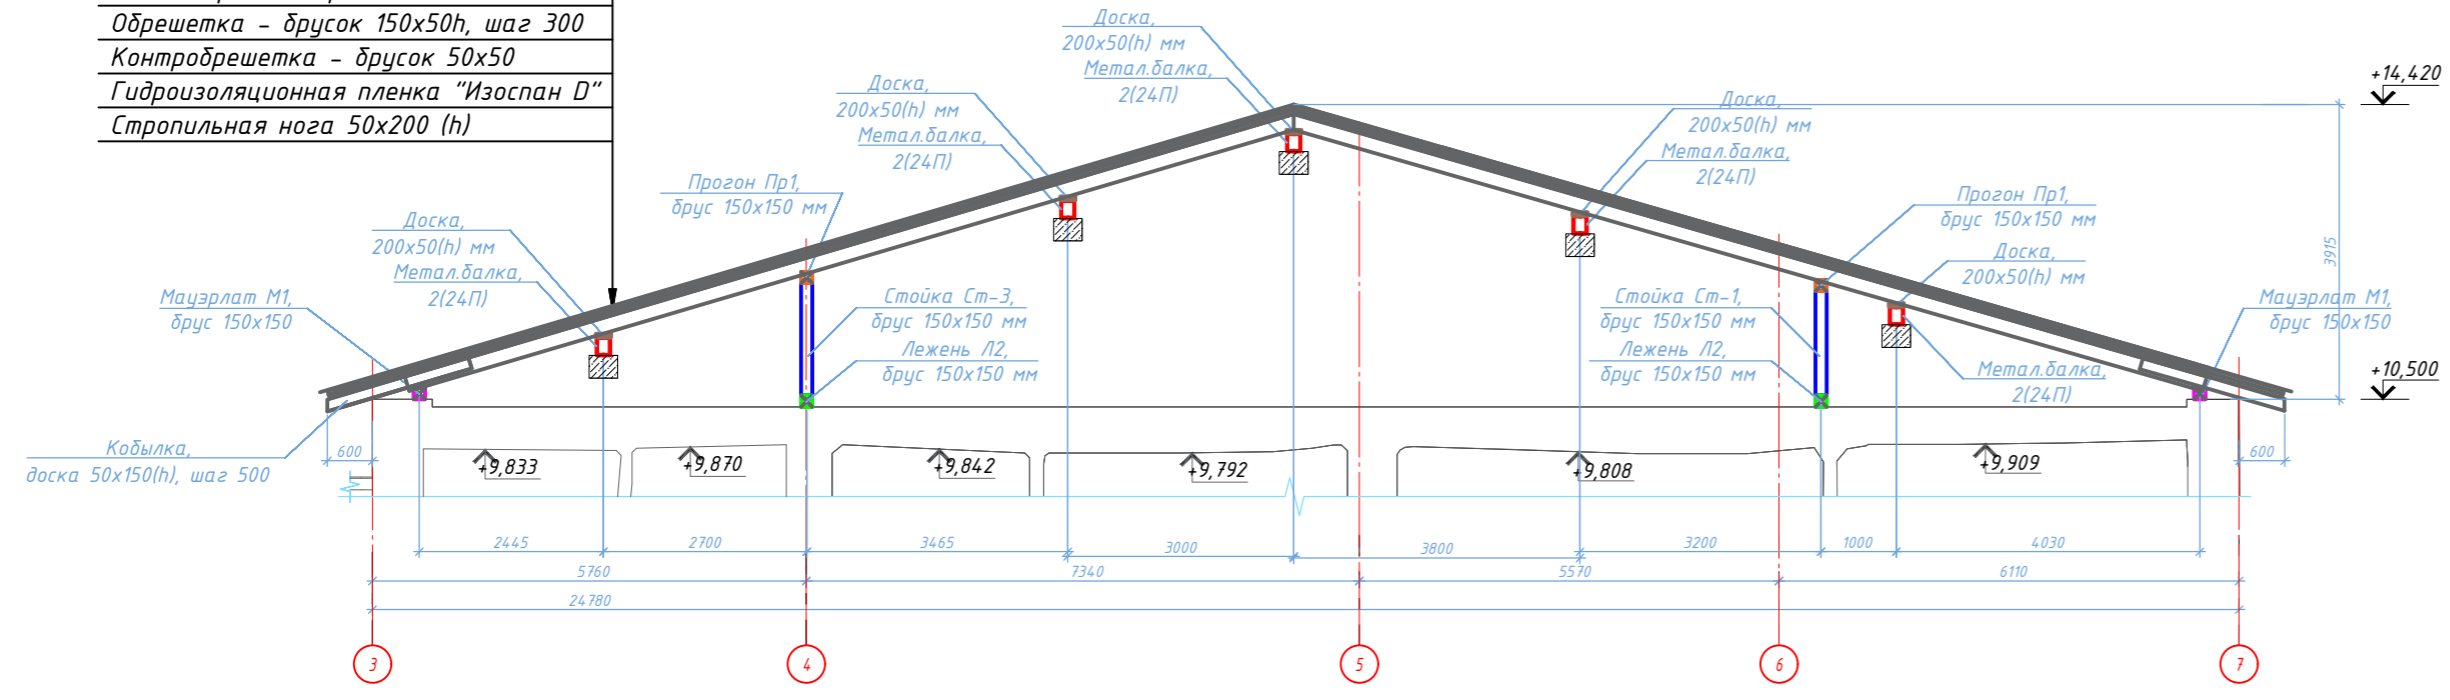 Обрешетка - брусок 150х50h, шаг 300
Контробрешетка - брусок 50х50
Гидроизоляционная пленка "Изоспан D"
Стропильная нога 50х200 (h)
Доска,
200х50(h) мм
Метал.балка,
2(24П)
Доска,
200х50(h) мм
Метал.балка,
2(24П)
Прогон Пр1,
брус 150х150 мм
Доска,
200х50(h) мм
Метал.балка,
2(24П)
Мауэрлат М1,
брус 150х150
Кобылка,
доска 50х150(h), шаг 500
Стойка Ст-3,
брус 150х150 мм
Лежень Л2,
брус 150х150 мм
Доска,
200х50(h) мм
Метал.балка,
2(24П)
Прогон Пр1,
брус 150х150 мм
Доска,
200х50(h) мм
Стойка Ст-1,
брус 150х150 мм
Лежень Л2,
брус 150х150 мм
Метал.балка,
2(24П)
Мауэрлат М1,
брус 150х150
+14,420
3915
+10,500
600
+9,833
+9,870
+9,842
+9,792
+9,808
+9,909
600
2445
2700
3465
3000
3800
3200
1000
4030
5760
7340
5570
6110
24780
3
4
5
6
7